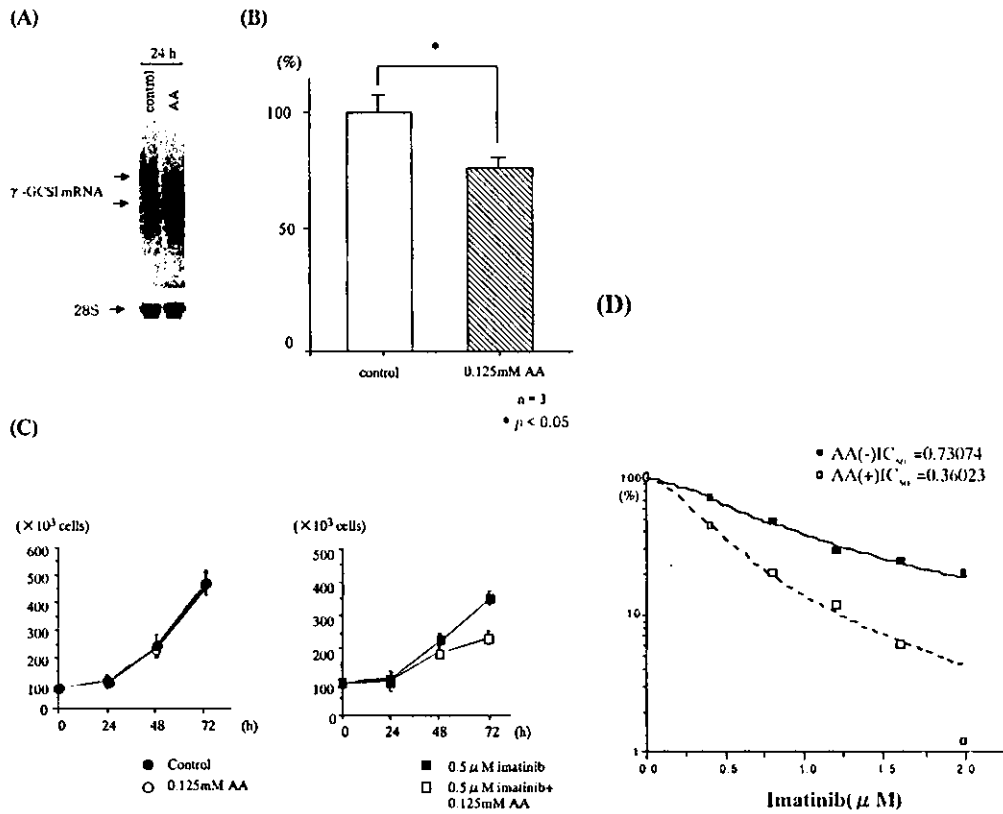 (A)
24 h
control
AA
γ-GCSl mRNA
28S
(B)
(%)
*
100
50
0
control
0.125mM AA
n = 3
* p < 0.05
(C)
(×10³ cells)
600
500
400
300
200
100
0
0 24 48 72 (h)
Control
0.125mM AA
(×10³ cells)
500
400
300
200
100
0
0 24 48 72 (h)
0.5 μM imatinib
0.5 μM imatinib+
0.125mM AA
(D)
AA(-)IC₅₀ =0.73074
AA(+)IC₅₀ =0.36023
100
(%)
10
1
0.0 0.5 1.0 1.5 2.0
Imatinib(μM)